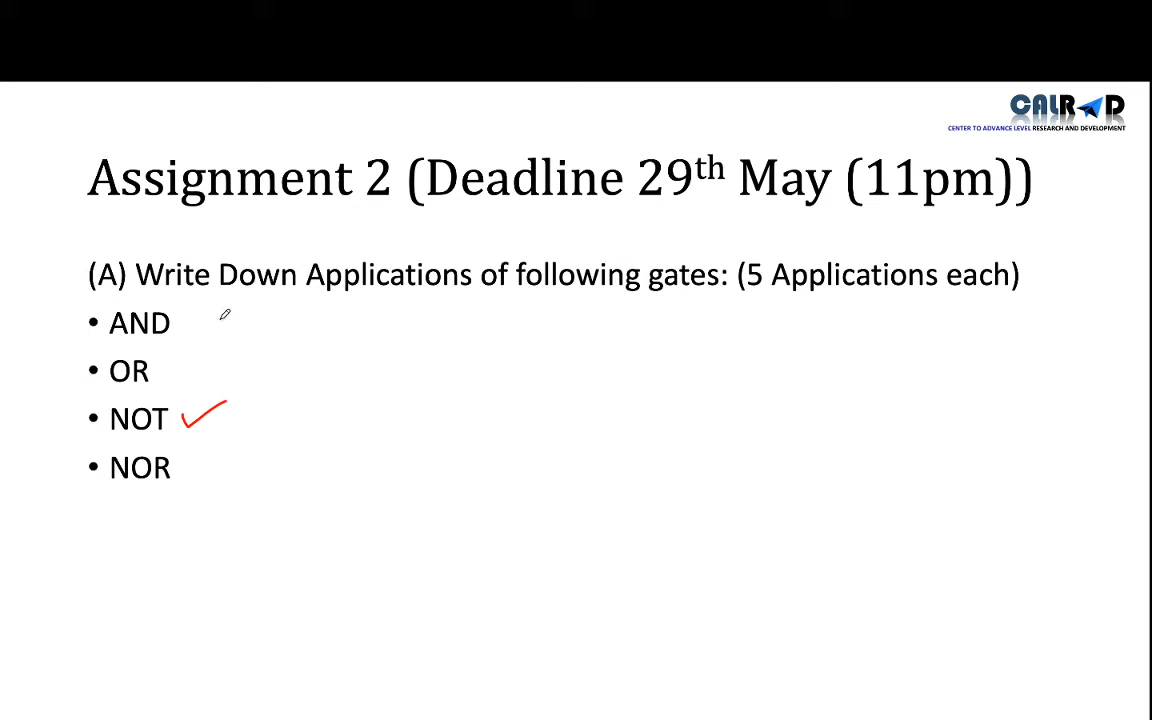 CALROAD
CENTER TO ADVANCE LEVEL RESEARCH AND DEVELOPMENT
Assignment 2 (Deadline 29th May (11pm))
(A) Write Down Applications of following gates: (5 Applications each)
• AND
• OR
• NOT
• NOR